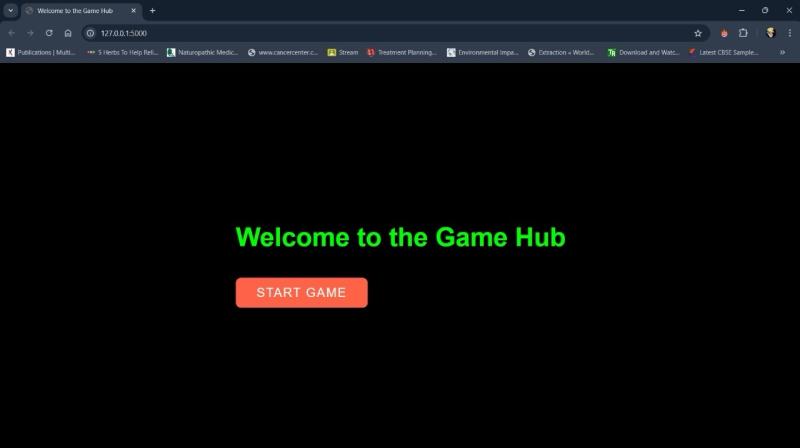 Welcome to the Game Hub
127.0.0.1:5000
Publications | Multi...
5 Herbs To Help Reli...
Naturopathic Medic...
www.cancercenter.c...
Stream
Treatment Planning...
Environmental Impa...
Extraction « World...
Download and Watc...
Latest CBSE Sample...
Welcome to the Game Hub
START GAME